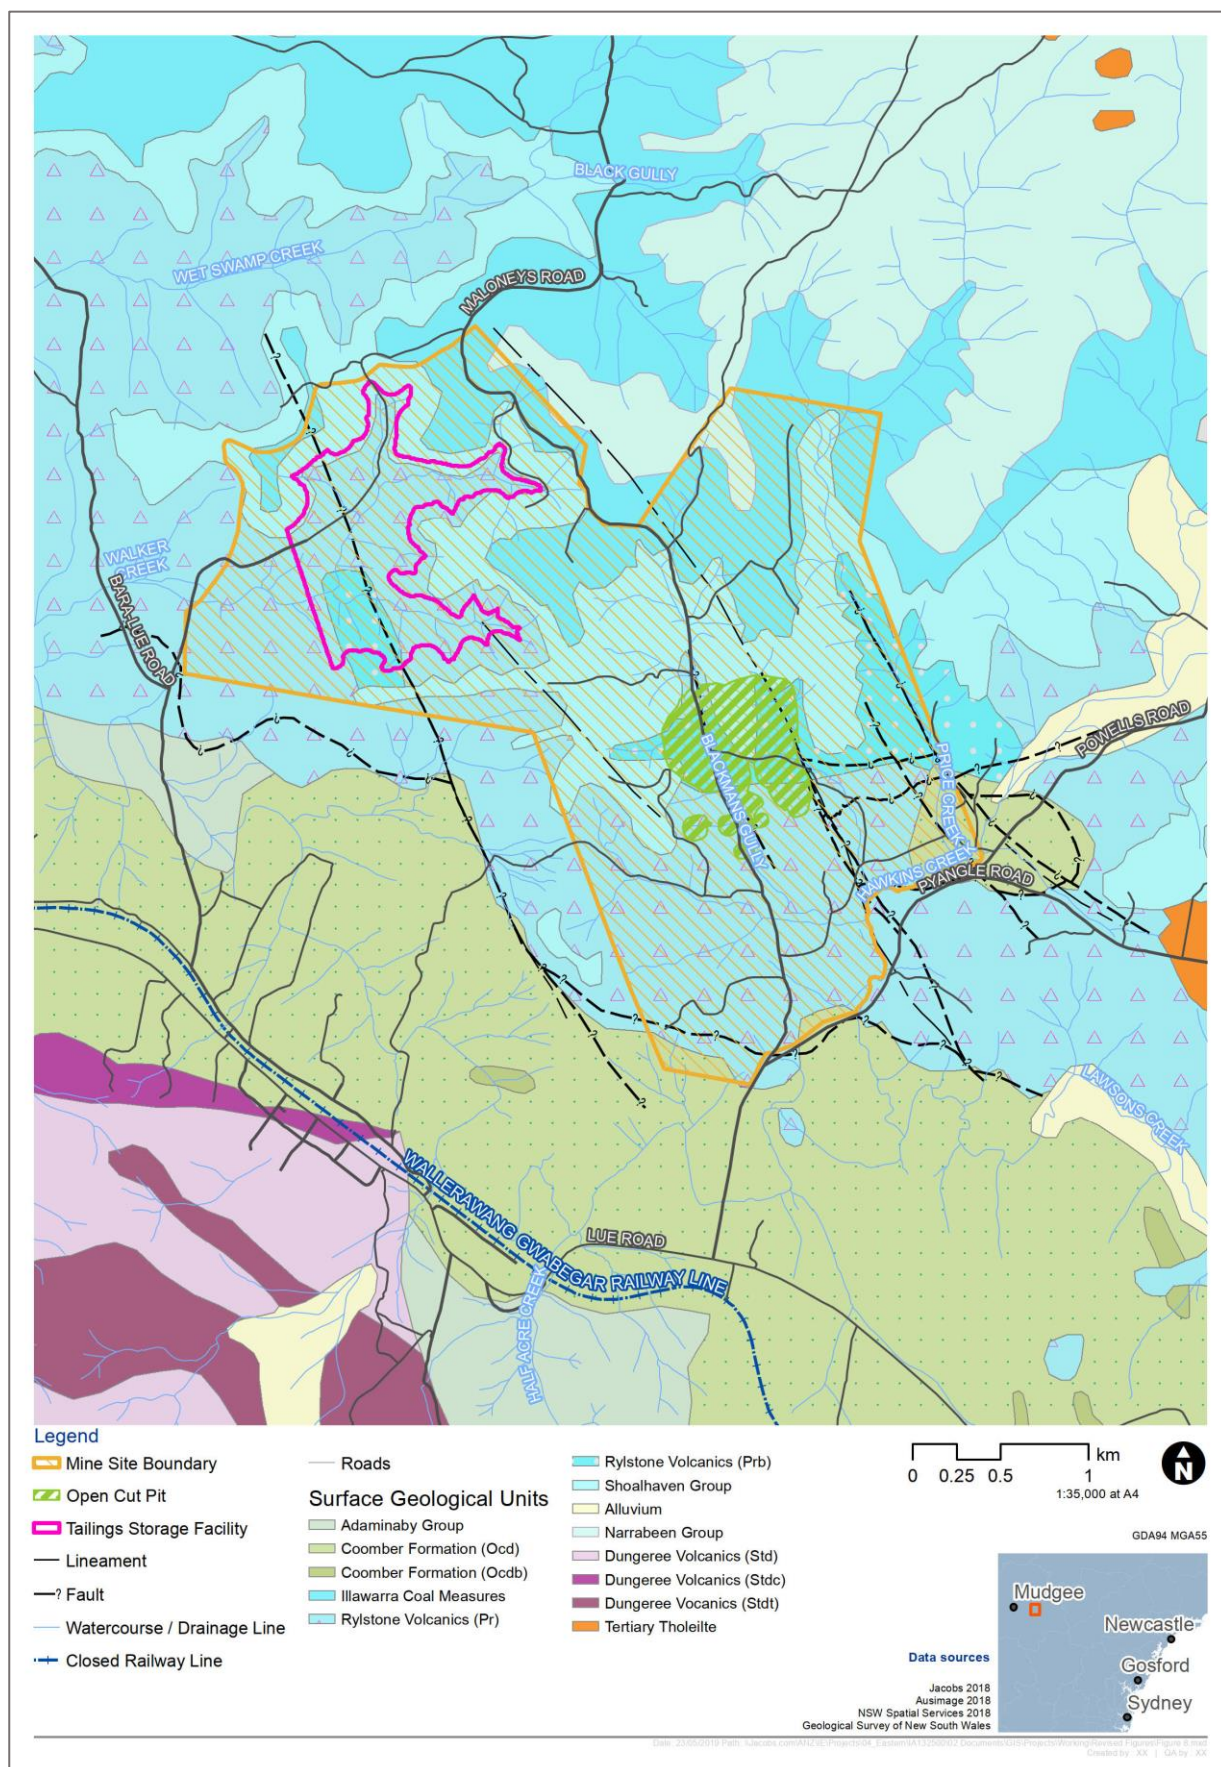 BLACK GULLY
WET SWAMP CREEK
MALONEYS ROAD
WALKER
CREEK
BARA-LUE ROAD
POWELLS ROAD
BLACKMANS GULLY
PRICE CREEK
HAWKINS CREEK
PYANGLE ROAD
LAWSONS CREEK
WALLERAWANG GWABEGAR RAILWAY LINE
LUE ROAD
HALF ACRE CREEK
Legend
Mine Site Boundary
Open Cut Pit
Tailings Storage Facility
Lineament
? Fault
Watercourse / Drainage Line
Closed Railway Line
Roads
Surface Geological Units
Adaminaby Group
Coomber Formation (Ocd)
Coomber Formation (Ocdb)
Illawarra Coal Measures
Rylstone Volcanics (Pr)
Rylstone Volcanics (Prb)
Shoalhaven Group
Alluvium
Narrabeen Group
Dungeree Volcanics (Std)
Dungeree Volcanics (Stdc)
Dungeree Vocanics (Stdt)
Tertiary Tholeilte
km
0 0.25 0.5 1
1:35,000 at A4
N
GDA94 MGA55
Mudgee
Newcastle
Gosford
Sydney
Data sources
Jacobs 2018
Ausimage 2018
NSW Spatial Services 2018
Geological Survey of New South Wales
Created by : XX | QA by : XX